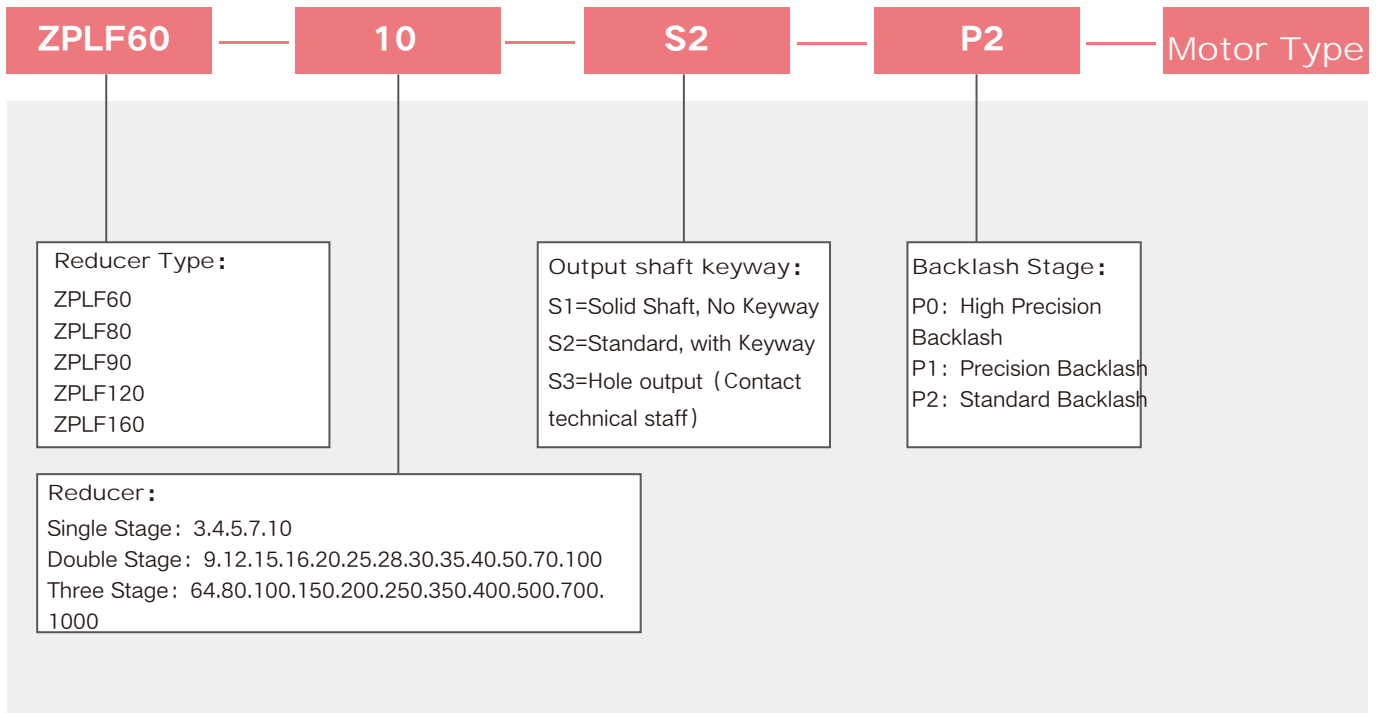 ZPLF60
10
S2
P2
Motor Type
Reducer Type:
ZPLF60
ZPLF80
ZPLF90
ZPLF120
ZPLF160
Output shaft keyway:
S1=Solid Shaft, No Keyway
S2=Standard, with Keyway
S3=Hole output (Contact
technical staff)
Backlash Stage:
P0: High Precision
Backlash
P1: Precision Backlash
P2: Standard Backlash
Reducer:
Single Stage: 3.4.5.7.10
Double Stage: 9.12.15.16.20.25.28.30.35.40.50.70.100
Three Stage: 64.80.100.150.200.250.350.400.500.700.
1000